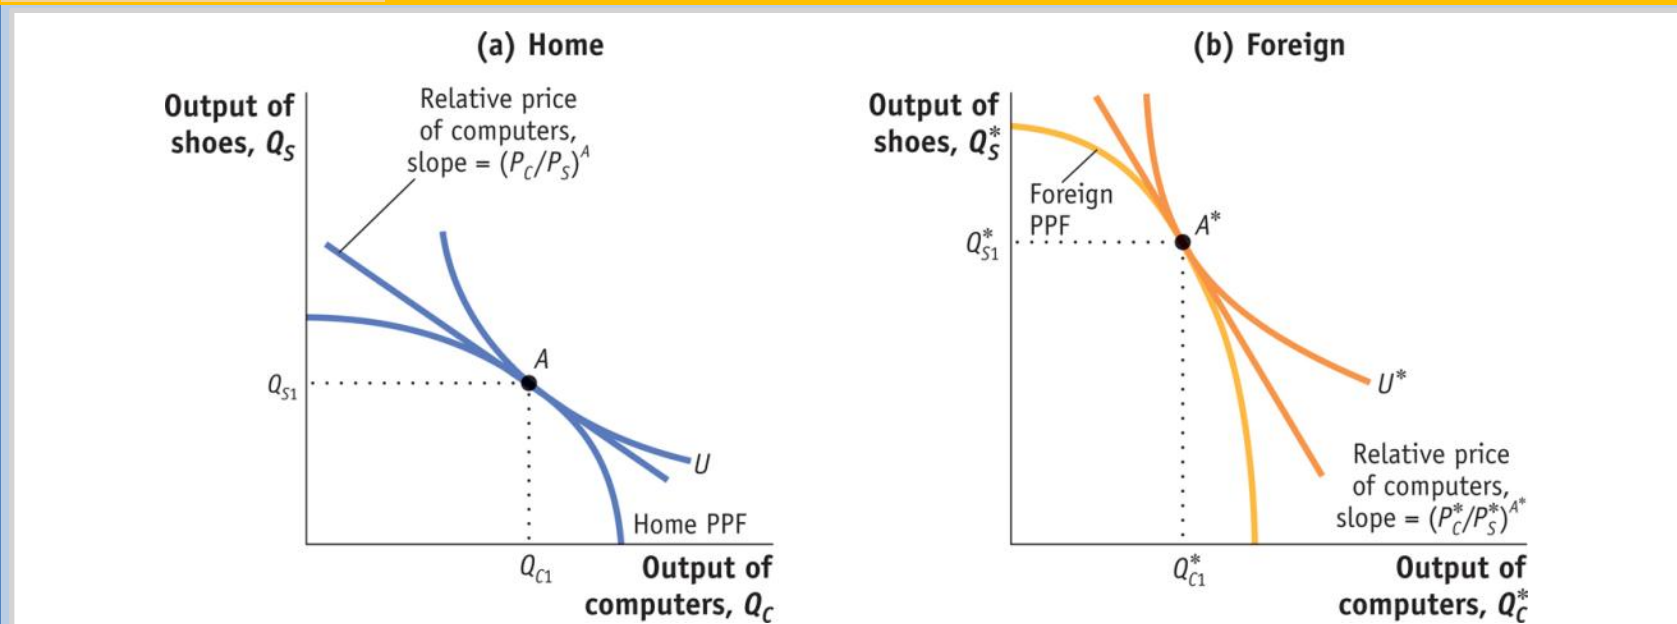 (a) Home
Output of
shoes, Q_S
Relative price
of computers,
slope = (P_C/P_S)^A
A
Q_S1
U
Home PPF
Q_C1
Output of
computers, Q_C
(b) Foreign
Output of
shoes, Q*_S
Foreign
PPF
A*
Q*_S1
U*
Relative price
of computers,
slope = (P*_C/P*_S)^A*
Q*_C1
Output of
computers, Q*_C